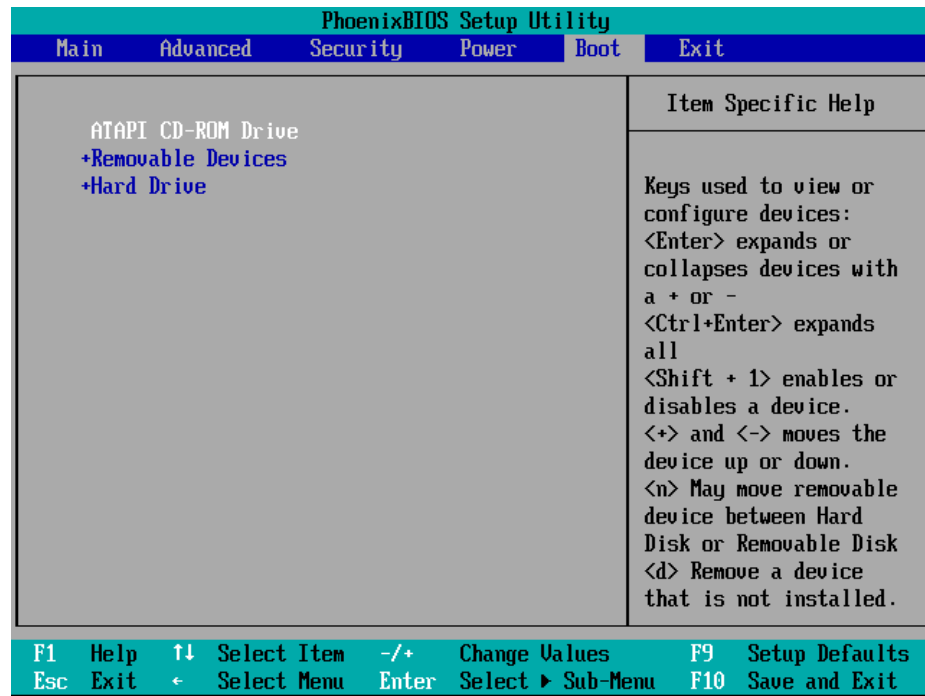 PhoenixBIOS Setup Utility
Main Advanced Security Power Boot Exit
ATAPI CD-ROM Drive
+Removable Devices
+Hard Drive
Item Specific Help
Keys used to view or
configure devices:
<Enter> expands or
collapses devices with
a + or -
<Ctrl+Enter> expands
all
<Shift + 1> enables or
disables a device.
<+> and <-> moves the
device up or down.
<n> May move removable
device between Hard
Disk or Removable Disk
<d> Remove a device
that is not installed.
F1 Help ↑↓ Select Item -/+ Change Values F9 Setup Defaults
Esc Exit ← Select Menu Enter Select ▶ Sub-Menu F10 Save and Exit